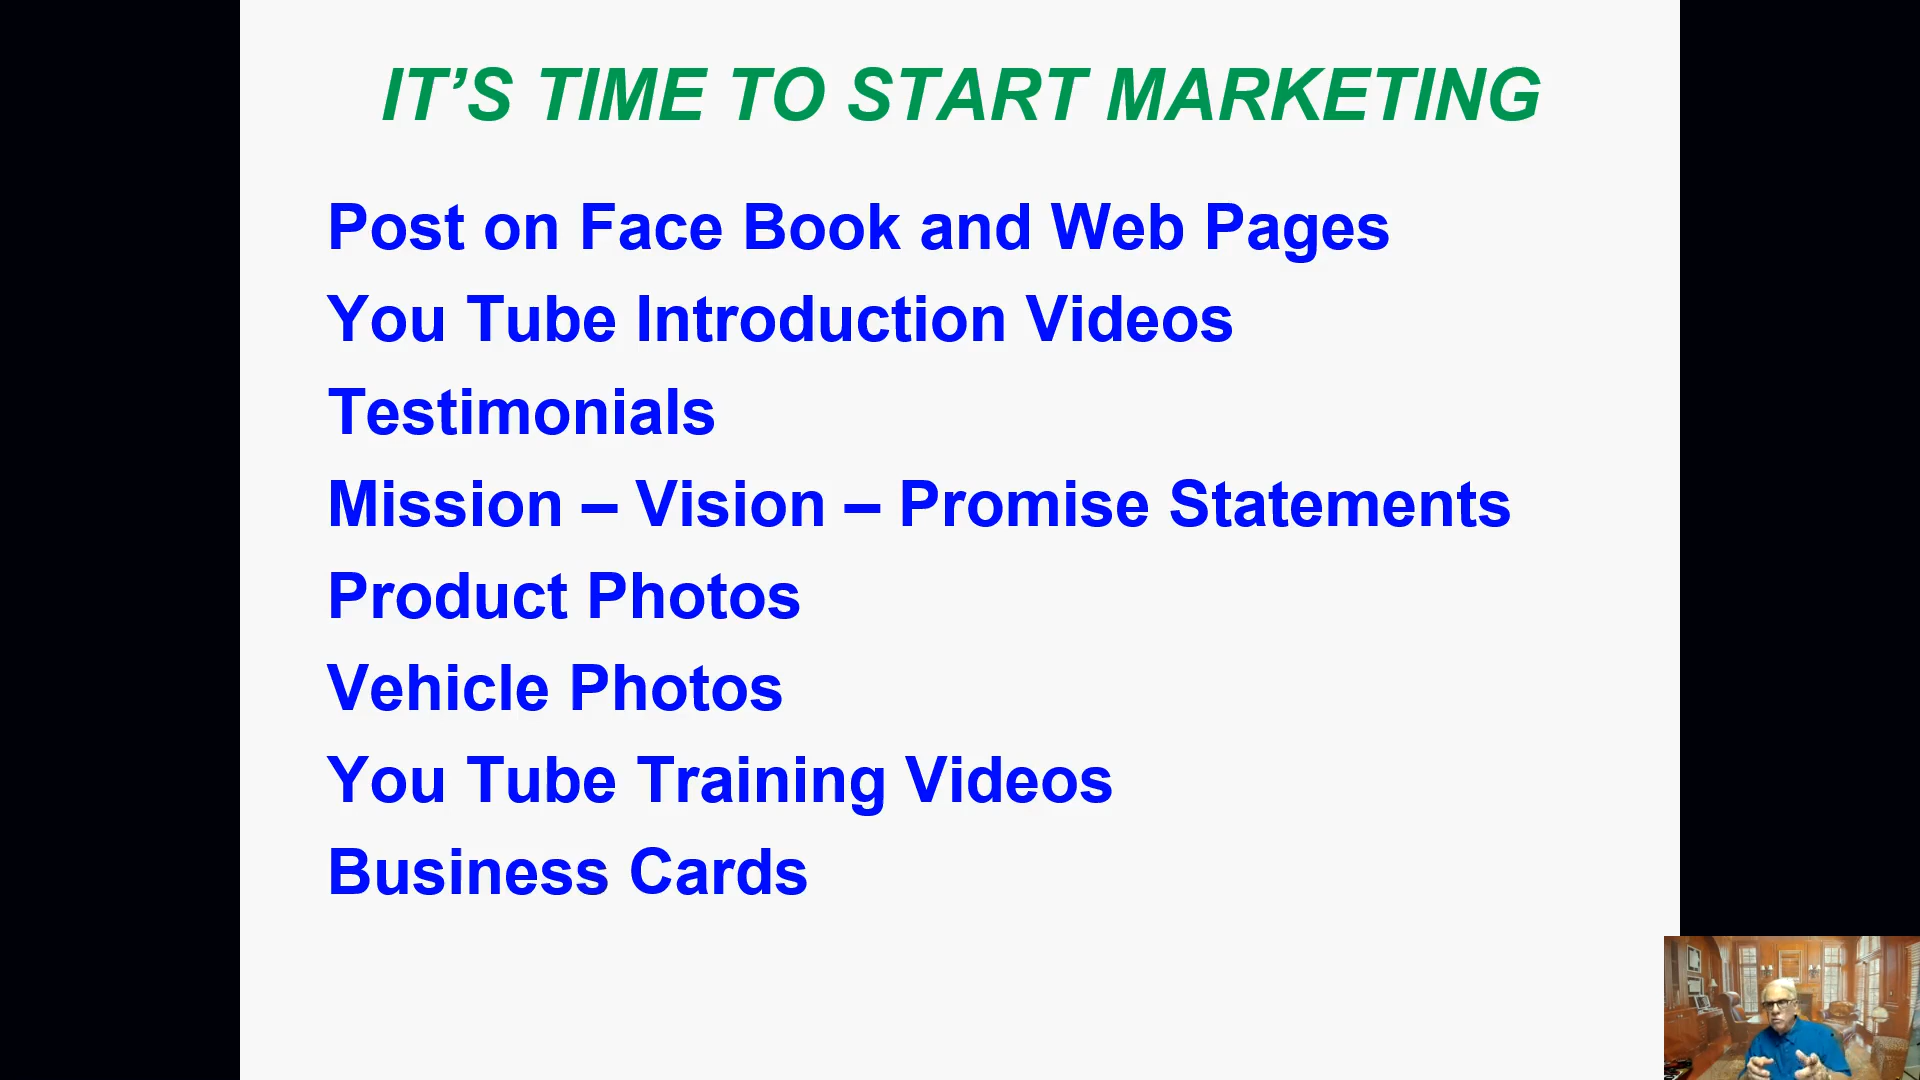 IT’S TIME TO START MARKETING
Post on Face Book and Web Pages
You Tube Introduction Videos
Testimonials
Mission – Vision – Promise Statements
Product Photos
Vehicle Photos
You Tube Training Videos
Business Cards